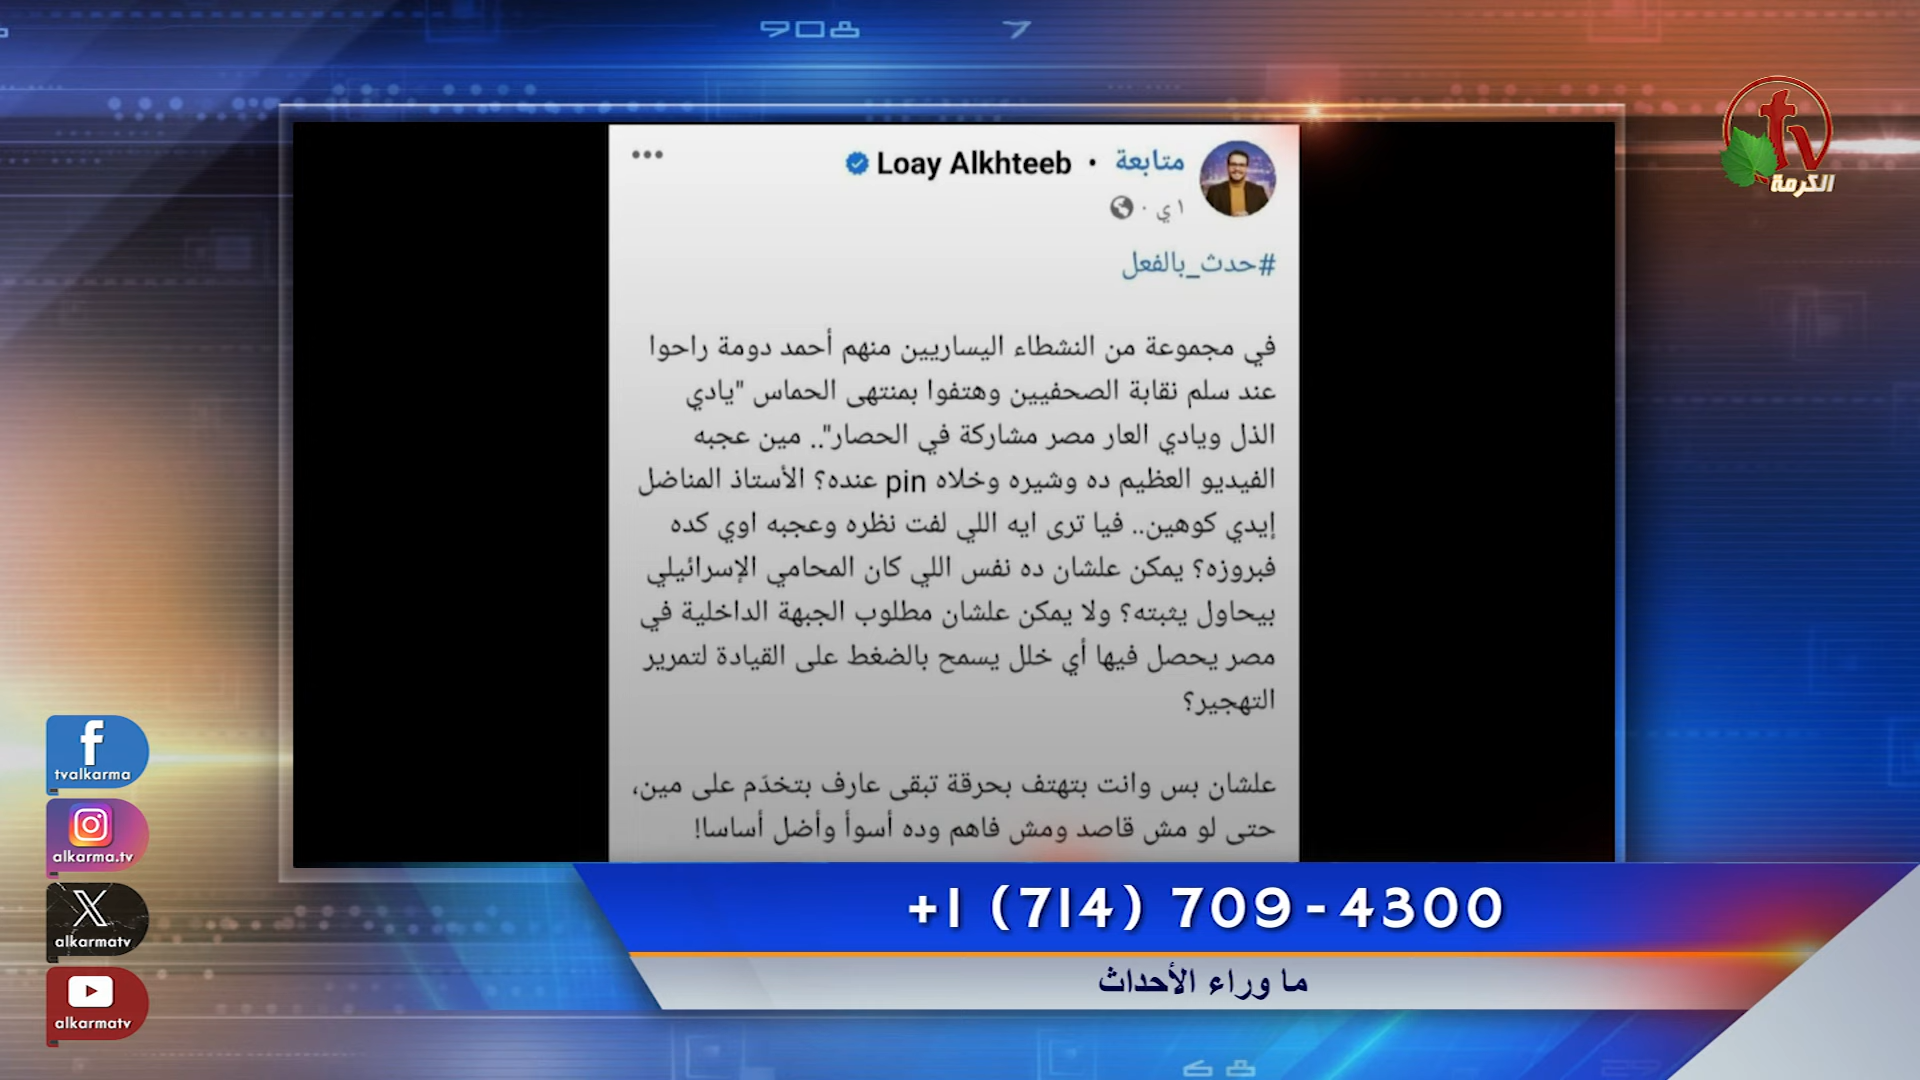 908 7
tv
الكرمة
Loay Alkhteeb • متابعة
١ ي ·
#حدث_بالفعل
في مجموعة من النشطاء اليساريين منهم أحمد دومة راحوا
عند سلم نقابة الصحفيين وهتفوا بمنتهى الحماس "يادي
الذل ويادي العار مصر مشاركة في الحصار".. مين عجبه
الفيديو العظيم ده وشيره وخلاه pin عنده؟ الأستاذ المناضل
إيدي كوهين.. فيا ترى ايه اللي لفت نظره وعجبه اوي كده
فبروزه؟ يمكن علشان ده نفس اللي كان المحامي الإسرائيلي
بيحاول يثبته؟ ولا يمكن علشان مطلوب الجبهة الداخلية في
مصر يحصل فيها أي خلل يسمح بالضغط على القيادة لتمرير
التهجير؟
علشان بس وانت بتهتف بحرقة تبقى عارف بتخدّم على مين،
حتى لو مش قاصد ومش فاهم وده أسوأ وأضل أساسا!
tvalkarma
alkarma.tv
alkarmatv
alkarmatv
+1 (714) 709-4300
ما وراء الأحداث